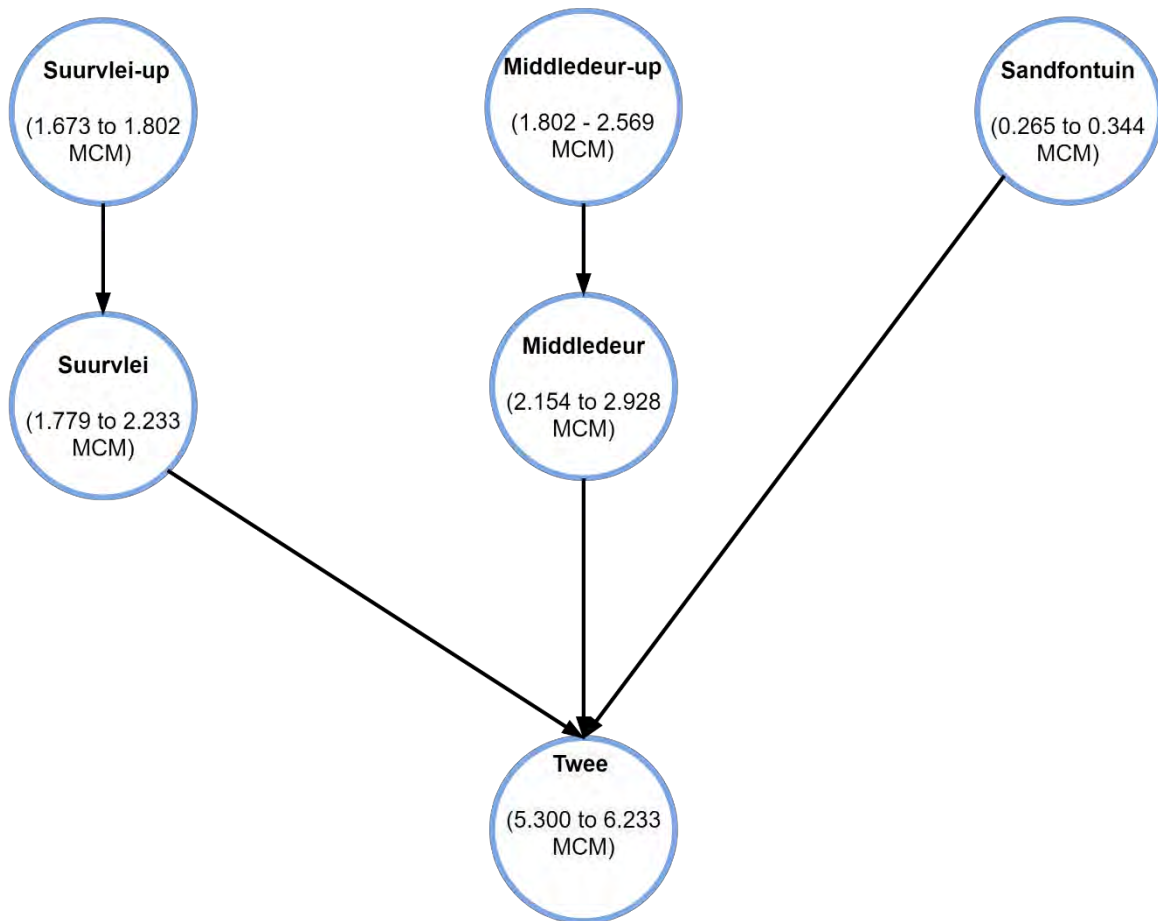 Suurvlei-up
(1.673 to 1.802
MCM)
Middledeur-up
(1.802 - 2.569
MCM)
Sandfontuin
(0.265 to 0.344
MCM)
Suurvlei
(1.779 to 2.233
MCM)
Middledeur
(2.154 to 2.928
MCM)
Twee
(5.300 to 6.233
MCM)